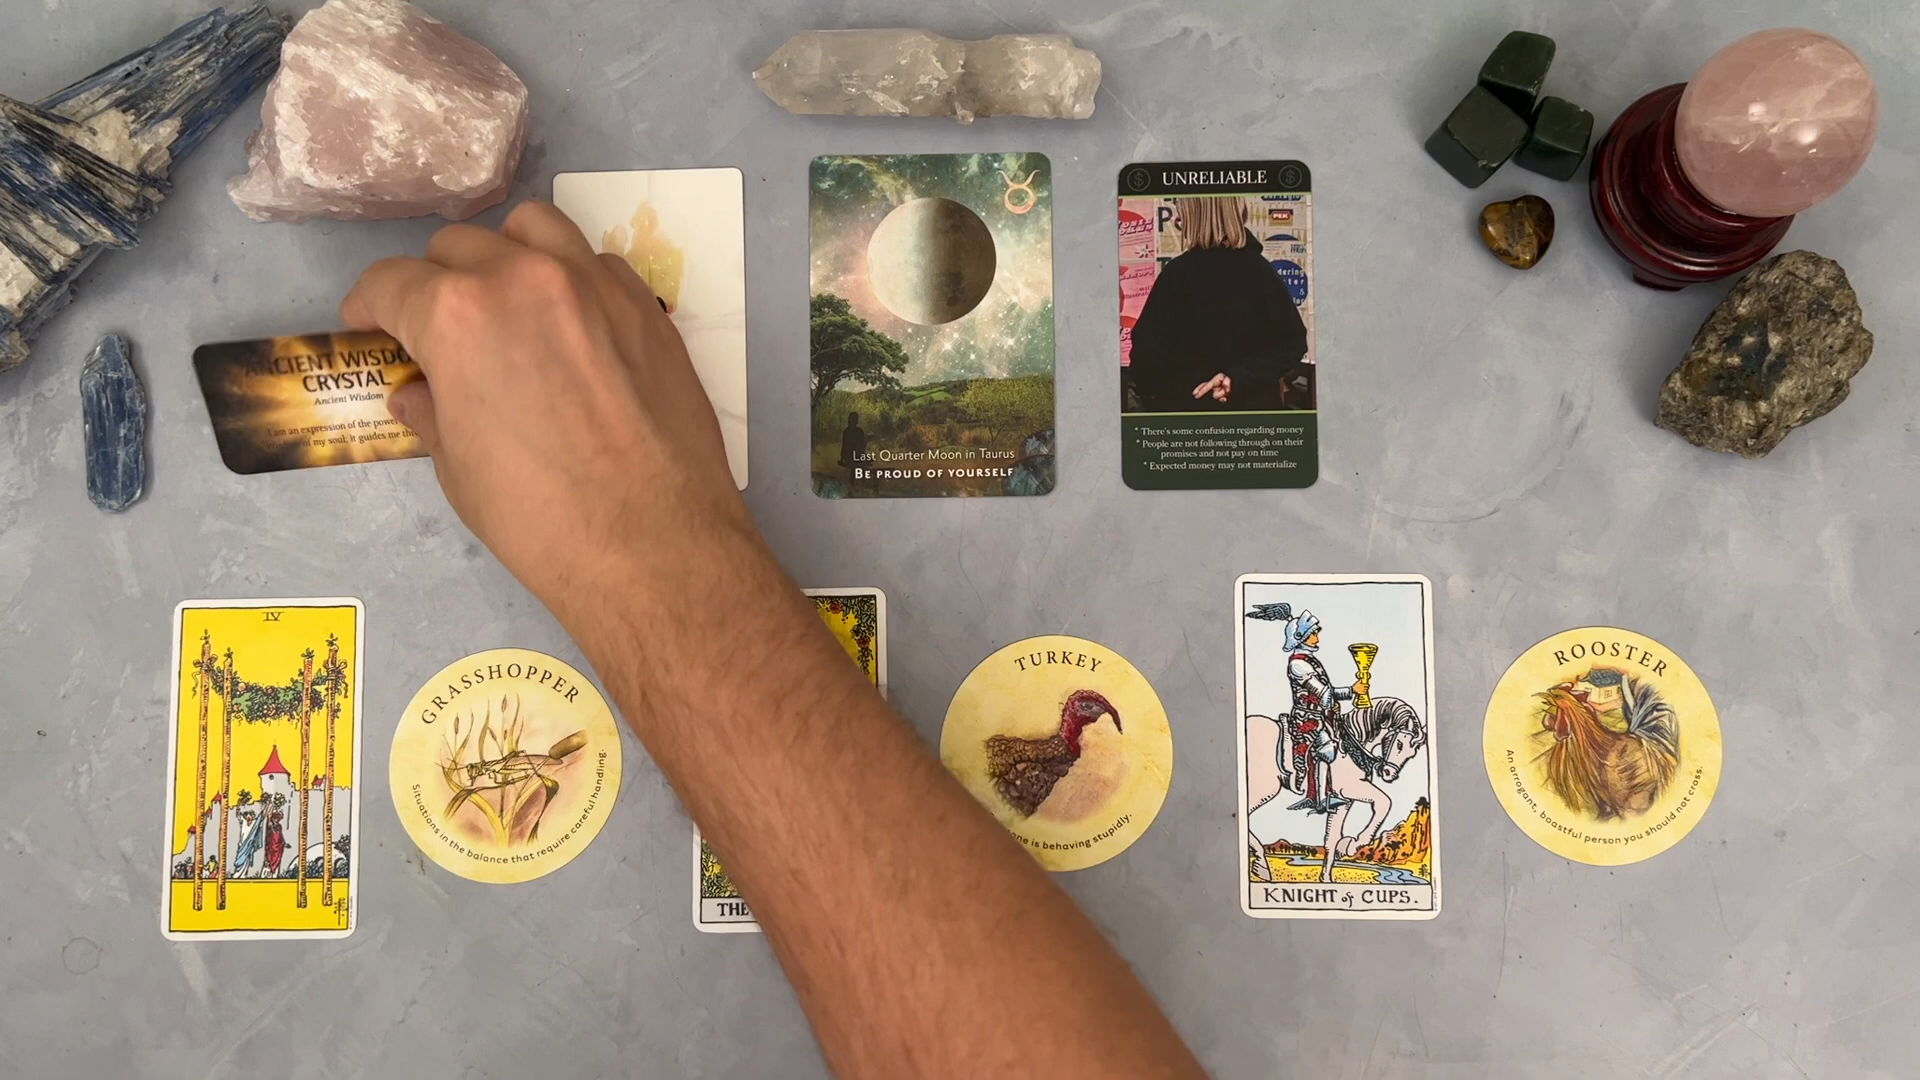 ANCIENT WISDO
CRYSTAL
Ancient Wisdom
I am an expression of the power
of my soul; it guides me
Last Quarter Moon in Taurus
BE PROUD OF YOURSELF
$ UNRELIABLE $
PEK
* There's some confusion regarding money
* People are not following through on their
promises and not pay on time
* Expected money may not materialize
IV
GRASSHOPPER
Situations in the balance that require careful handling.
THE
TURKEY
one is behaving stupidly.
KNIGHT of CUPS.
ROOSTER
An arrogant, boastful person you should not cross.